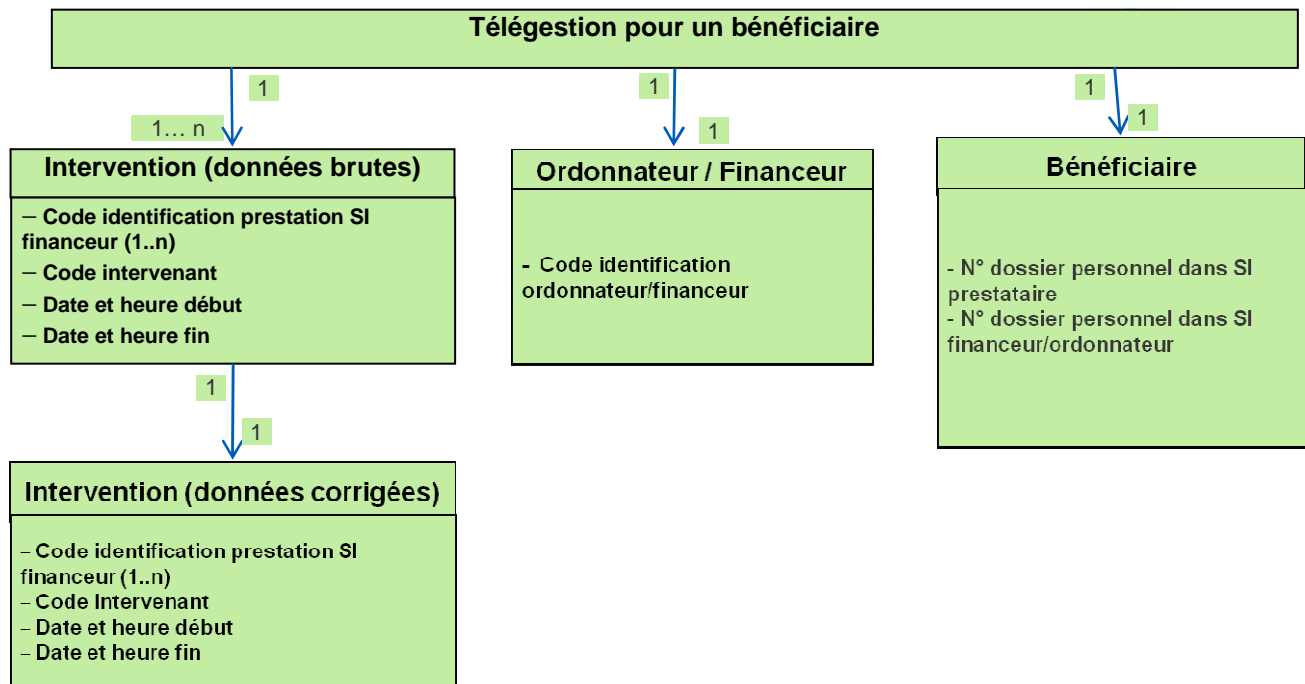 Télégestion pour un bénéficiaire
1
1
1
1... n
1
1
Intervention (données brutes)
– Code identification prestation SI
financeur (1..n)
– Code intervenant
– Date et heure début
– Date et heure fin
Ordonnateur / Financeur
- Code identification
ordonnateur/financeur
Bénéficiaire
- N° dossier personnel dans SI
prestataire
- N° dossier personnel dans SI
financeur/ordonnateur
1
1
Intervention (données corrigées)
– Code identification prestation SI
financeur (1..n)
– Code Intervenant
– Date et heure début
– Date et heure fin